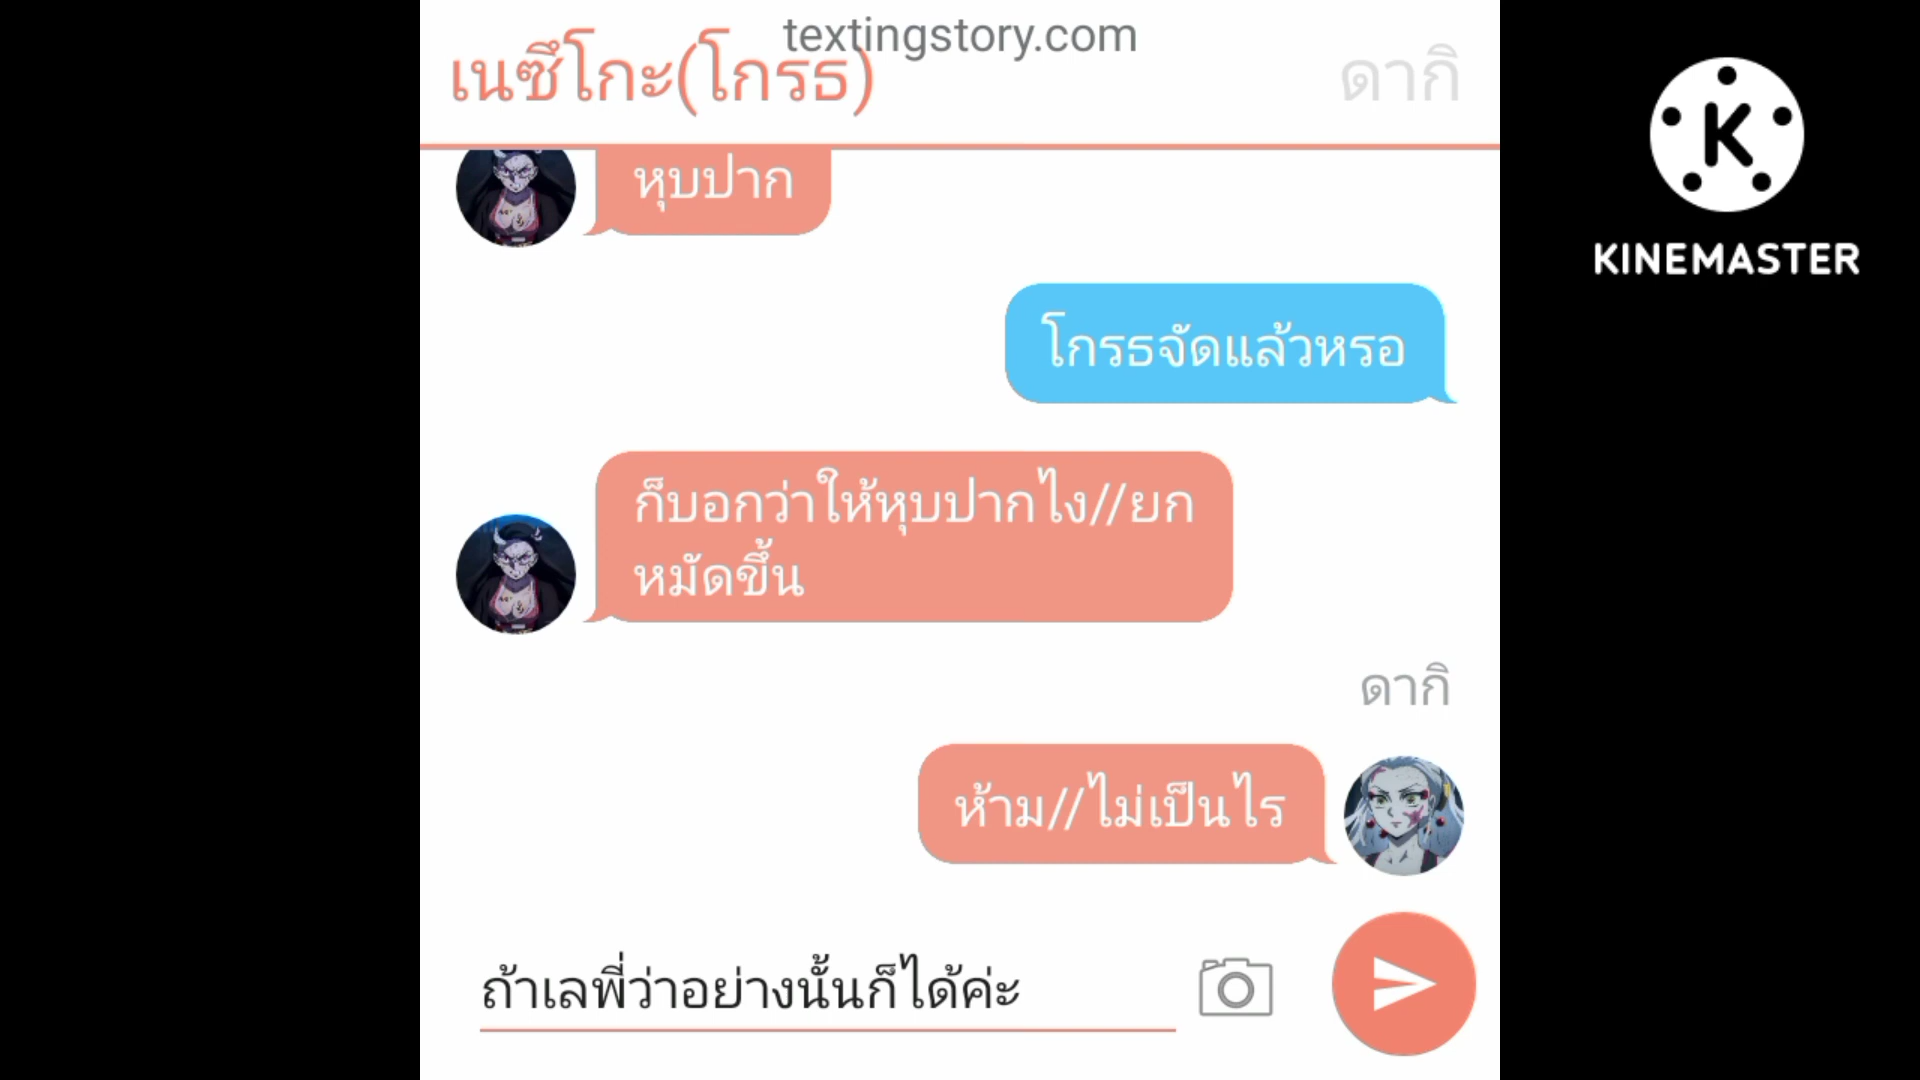 textingstory.com
เนซึโกะ(โกรธ)
ดากิ
หุบปาก
โกรธจัดแล้วหรอ
ก็บอกว่าให้หุบปากไง//ยก
หมัดขึ้น
ดากิ
ห้าม//ไม่เป็นไร
ถ้าเลพี่ว่าอย่างนั้นก็ได้ค่ะ
K
KINEMASTER